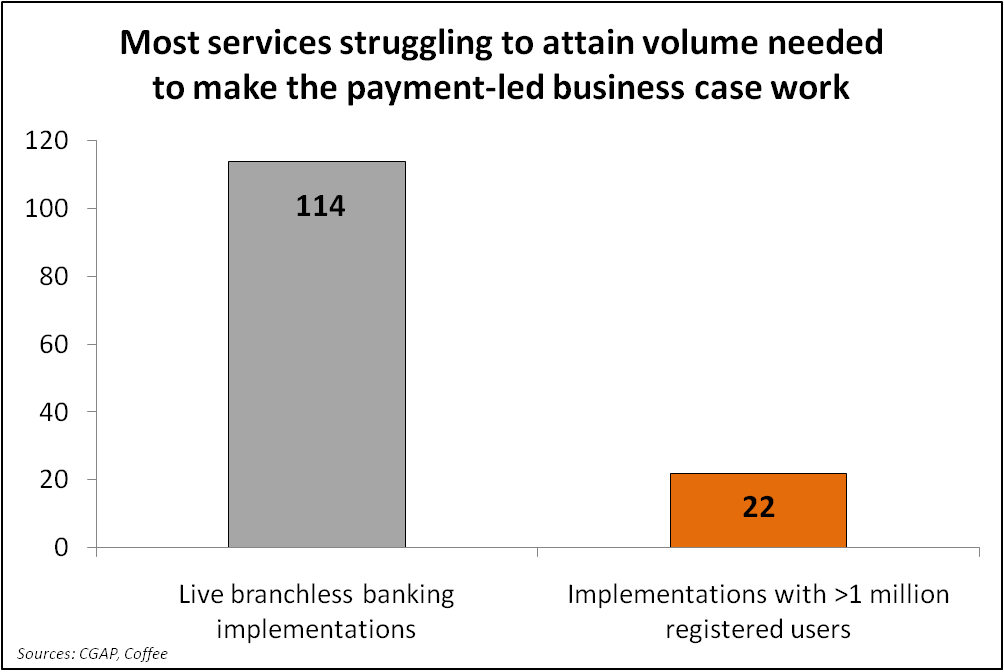 Most services struggling to attain volume needed
to make the payment-led business case work
120
100
80
60
40
20
0
114
22
Live branchless banking
implementations
Implementations with >1 million
registered users
Sources: CGAP, Coffee